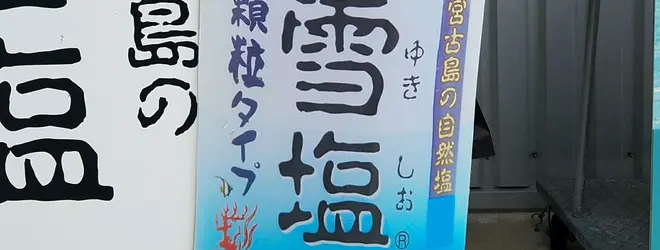 宮古島の自然塩
雪塩
ゆきしお®
顆粒タイプ
島の
塩